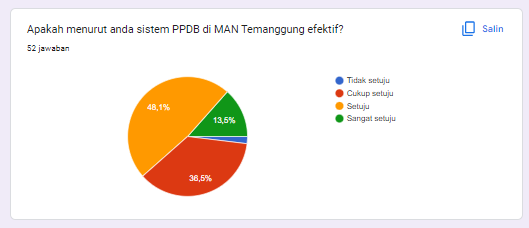 Apakah menurut anda sistem PPDB di MAN Temanggung efektif?
Salin
52 jawaban
48,1%
13,5%
36,5%
Tidak setuju
Cukup setuju
Setuju
Sangat setuju